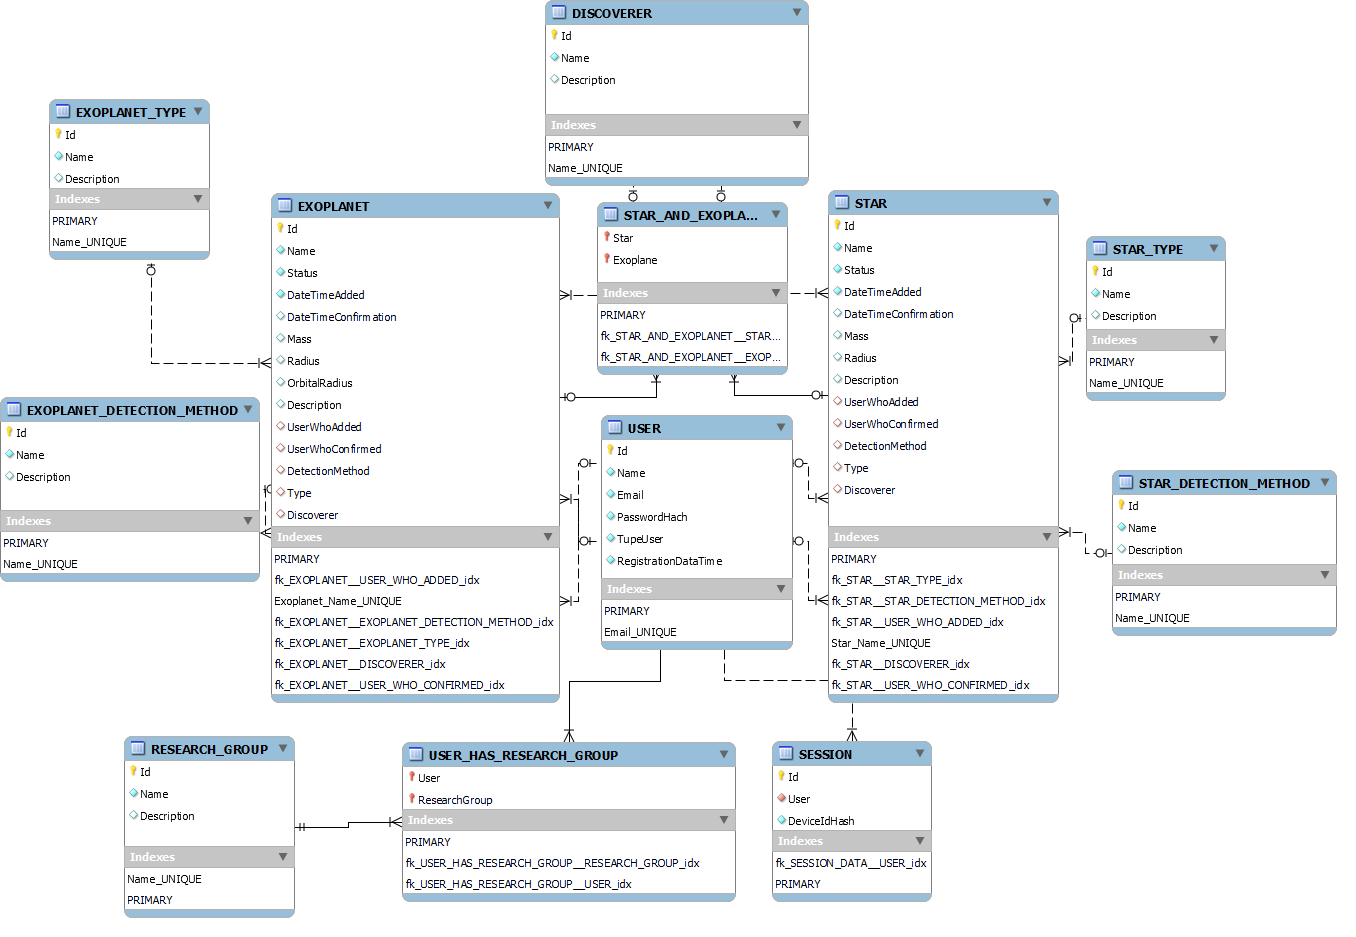 DISCOVERER
Id
Name
Description
Indexes
PRIMARY
Name_UNIQUE
EXOPLANET_TYPE
Id
Name
Description
Indexes
PRIMARY
Name_UNIQUE
EXOPLANET
Id
Name
Status
DateTimeAdded
DateTimeConfirmation
Mass
Radius
OrbitalRadius
Description
UserWhoAdded
UserWhoConfirmed
DetectionMethod
Type
Discoverer
Indexes
PRIMARY
fk_EXOPLANET__USER_WHO_ADDED_idx
Exoplanet_Name_UNIQUE
fk_EXOPLANET__EXOPLANET_DETECTION_METHOD_idx
fk_EXOPLANET__EXOPLANET_TYPE_idx
fk_EXOPLANET__DISCOVERER_idx
fk_EXOPLANET__USER_WHO_CONFIRMED_idx
STAR_AND_EXOPLA...
Star
Exoplane
Indexes
PRIMARY
fk_STAR_AND_EXOPLANET__STAR...
fk_STAR_AND_EXOPLANET__EXOP...
STAR
Id
Name
Status
DateTimeAdded
DateTimeConfirmation
Mass
Radius
Description
UserWhoAdded
UserWhoConfirmed
DetectionMethod
Type
Discoverer
Indexes
PRIMARY
fk_STAR__STAR_TYPE_idx
fk_STAR__STAR_DETECTION_METHOD_idx
fk_STAR__USER_WHO_ADDED_idx
Star_Name_UNIQUE
fk_STAR__DISCOVERER_idx
fk_STAR__USER_WHO_CONFIRMED_idx
STAR_TYPE
Id
Name
Description
Indexes
PRIMARY
Name_UNIQUE
EXOPLANET_DETECTION_METHOD
Id
Name
Description
Indexes
PRIMARY
Name_UNIQUE
USER
Id
Name
Email
PasswordHach
TupeUser
RegistrationDataTime
Indexes
PRIMARY
Email_UNIQUE
STAR_DETECTION_METHOD
Id
Name
Description
Indexes
PRIMARY
Name_UNIQUE
RESEARCH_GROUP
Id
Name
Description
Indexes
Name_UNIQUE
PRIMARY
USER_HAS_RESEARCH_GROUP
User
ResearchGroup
Indexes
PRIMARY
fk_USER_HAS_RESEARCH_GROUP__RESEARCH_GROUP_idx
fk_USER_HAS_RESEARCH_GROUP__USER_idx
SESSION
Id
User
DeviceIdHash
Indexes
fk_SESSION_DATA__USER_idx
PRIMARY